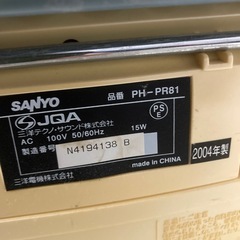 SANYO 品番 PH-PR81
JQA
三洋テクノ・サウンド株式会社
AC 100V 50/60Hz 15W
製造番号 N4194138 B
三洋電機株式会社 made in CHINA
PS E
2004年製